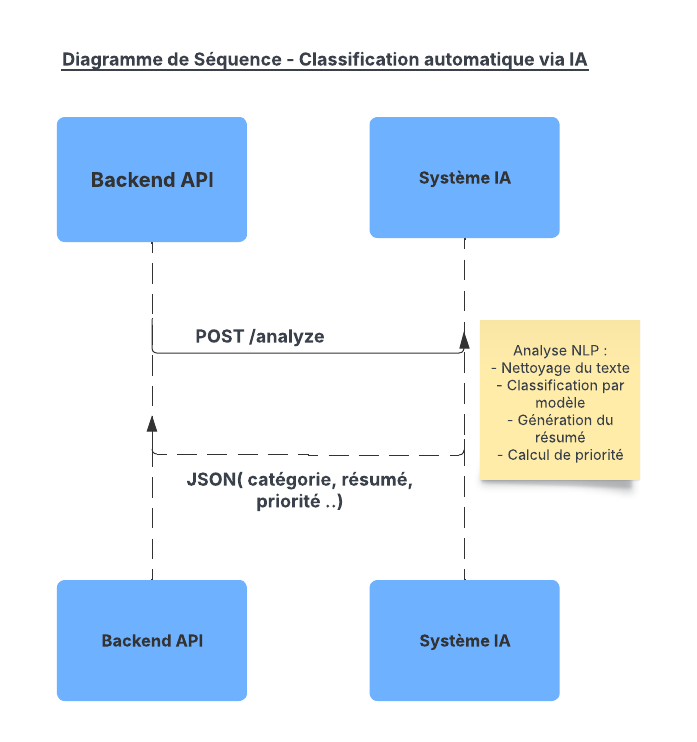 Diagramme de Séquence - Classification automatique via IA
Backend API
Système IA
POST /analyze
Analyse NLP :
- Nettoyage du texte
- Classification par
modèle
- Génération du
résumé
- Calcul de priorité
JSON( catégorie, résumé,
priorité ..)
Backend API
Système IA